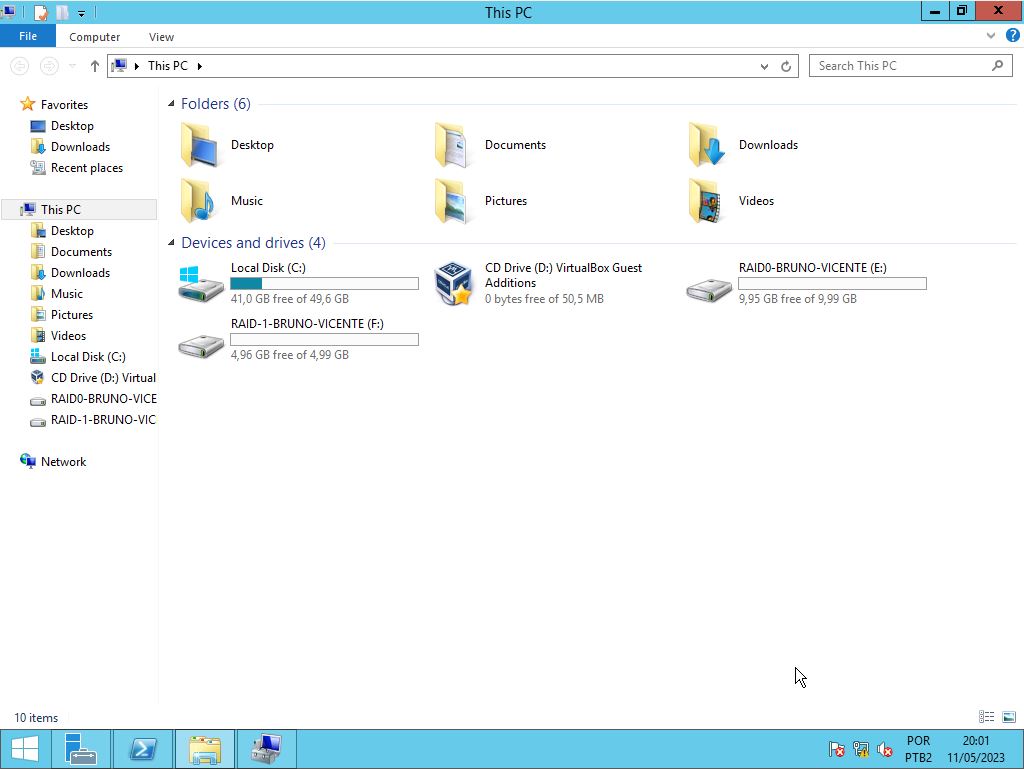 This PC
File
Computer
View
This PC
Search This PC
Favorites
Desktop
Downloads
Recent places
This PC
Desktop
Documents
Downloads
Music
Pictures
Videos
Local Disk (C:)
CD Drive (D:) Virtual
RAID0-BRUNO-VICE
RAID-1-BRUNO-VIC
Network
Folders (6)
Desktop
Documents
Downloads
Music
Pictures
Videos
Devices and drives (4)
Local Disk (C:)
41,0 GB free of 49,6 GB
CD Drive (D:) VirtualBox Guest
Additions
0 bytes free of 50,5 MB
RAID0-BRUNO-VICENTE (E:)
9,95 GB free of 9,99 GB
RAID-1-BRUNO-VICENTE (F:)
4,96 GB free of 4,99 GB
10 items
POR
PTB2
20:01
11/05/2023